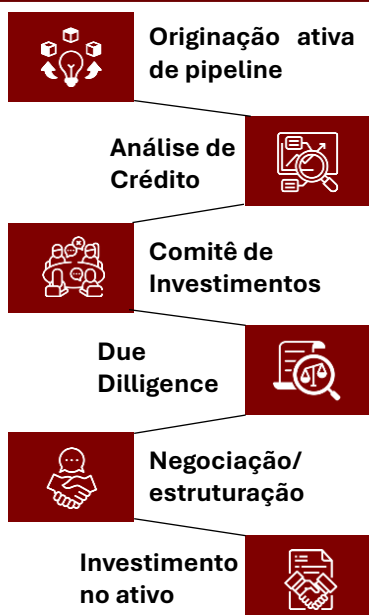 Originação ativa
de pipeline
Análise de
Crédito
Comitê de
Investimentos
Due
Dilligence
Negociação/
estruturação
Investimento
no ativo